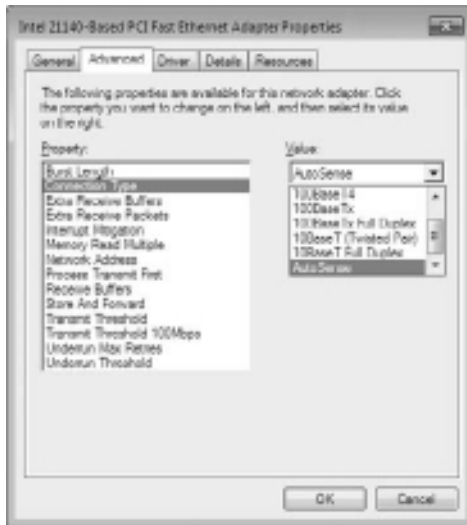 Intel 21140-Based PCI Fast Ethernet Adapter Properties
General Advanced Driver Details Resources
The following properties are available for this network adapter. Click
the property you want to change on the left, and then select its value
on the right.
Property:
Burst Length
Connection Type
Extra Receive Buffers
Extra Receive Packets
Interrupt Mitigation
Memory Read Multiple
Network Address
Process Transmit First
Receive Buffers
Store And Forward
Transmit Threshold
Transmit Threshold 100Mbps
Underrun Max Retries
Underrun Threshold
Value:
AutoSense
100BaseT4
100BaseTx
100BaseTx Full Duplex
10BaseT (Twisted Pair)
10BaseT Full Duplex
AutoSense
OK Cancel